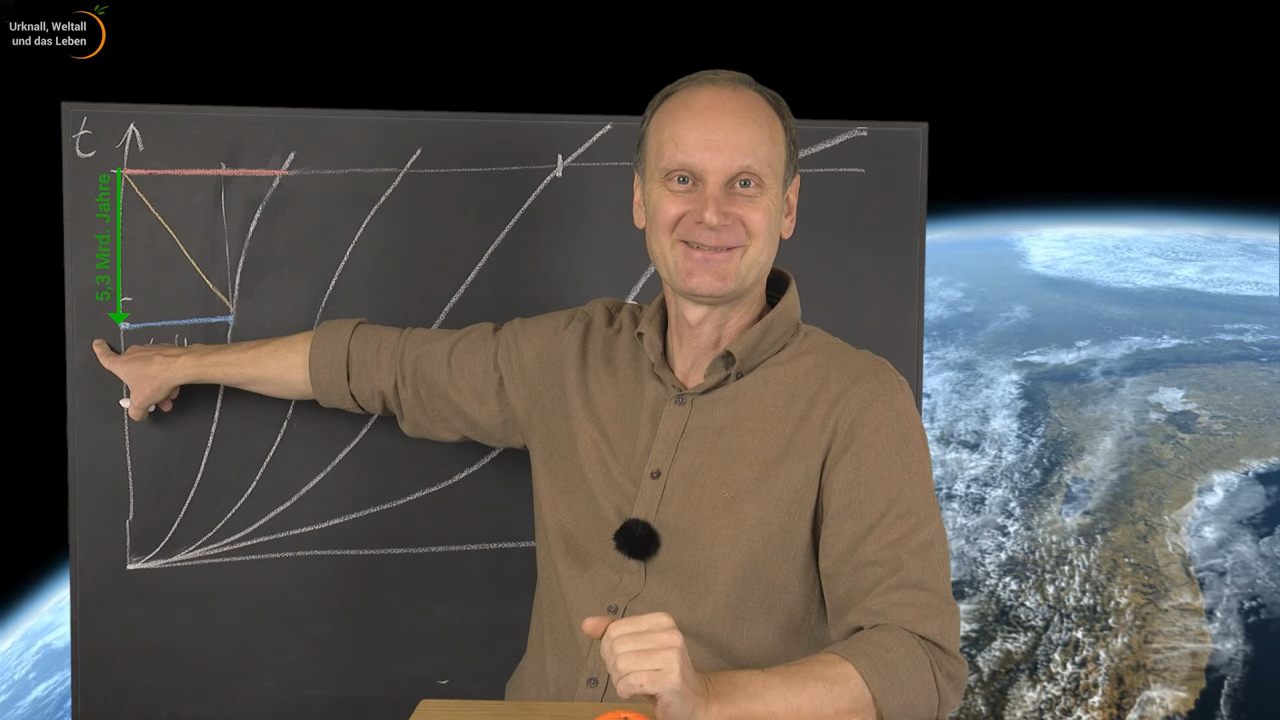 Urknall, Weltall
und das Leben
t
5,3 Mrd. Jahre